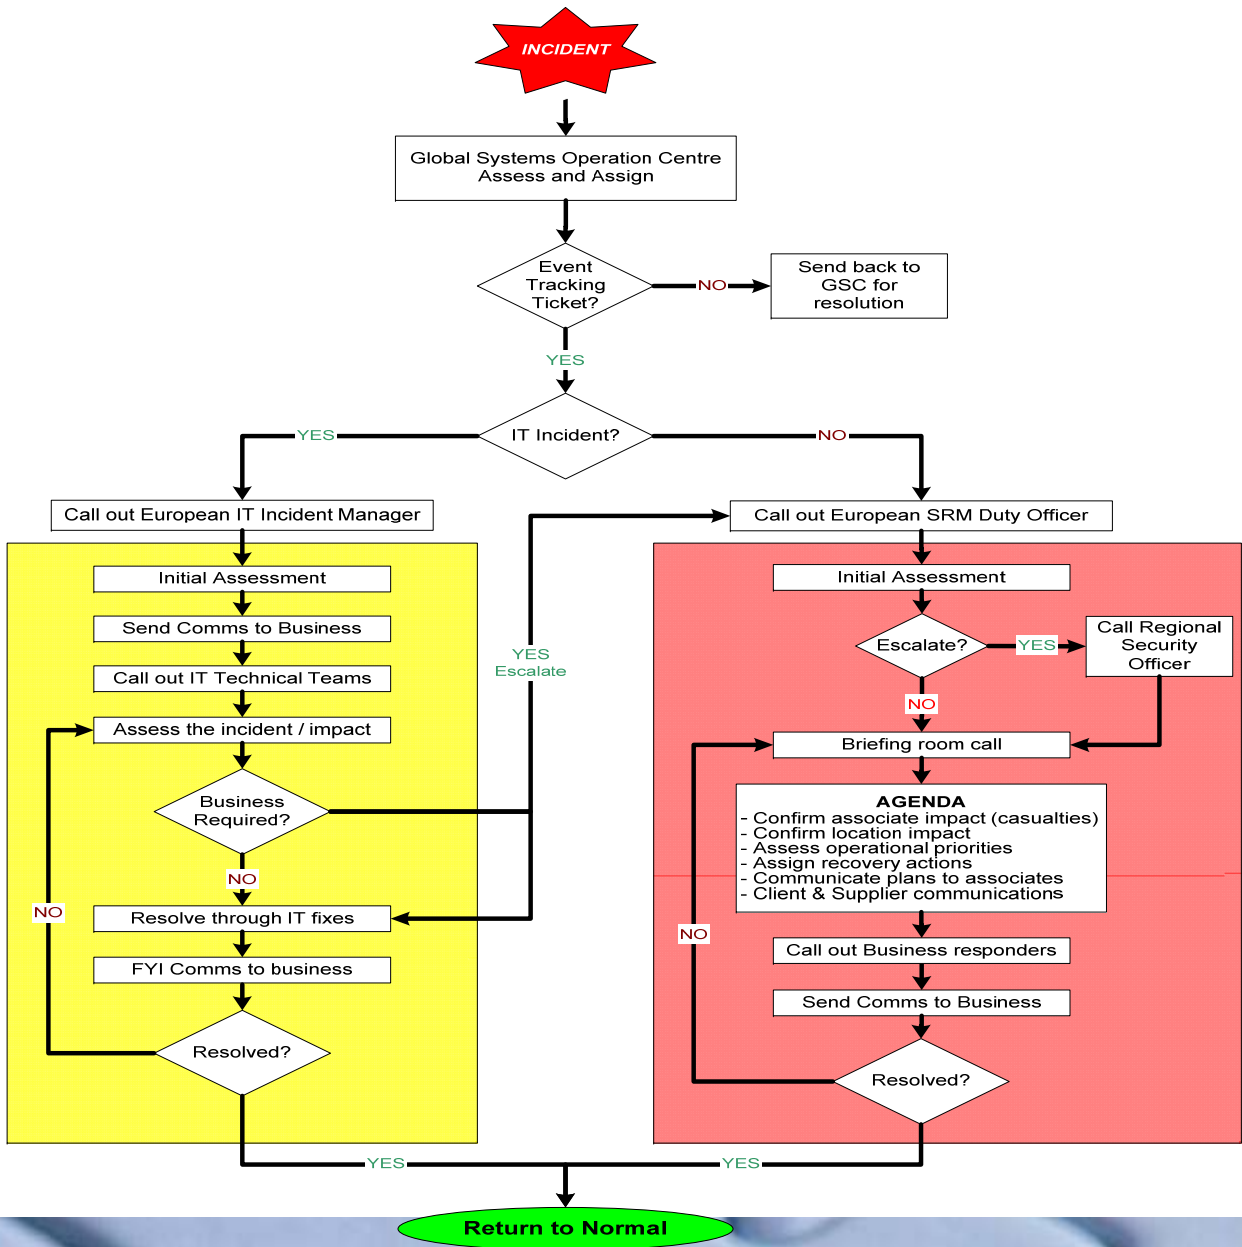 INCIDENT
Global Systems Operation Centre
Assess and Assign
Event
Tracking
Ticket?
NO
Send back to
GSC for
resolution
YES
IT Incident?
YES
NO
Call out European IT Incident Manager
Initial Assessment
Send Comms to Business
Call out IT Technical Teams
Assess the incident / impact
Business
Required?
YES
Escalate
NO
Resolve through IT fixes
FYI Comms to business
Resolved?
NO
YES
Call out European SRM Duty Officer
Initial Assessment
Escalate?
YES
Call Regional
Security
Officer
NO
Briefing room call
AGENDA
- Confirm associate impact (casualties)
- Confirm location impact
- Assess operational priorities
- Assign recovery actions
- Communicate plans to associates
- Client & Supplier communications
Call out Business responders
Send Comms to Business
Resolved?
NO
YES
Return to Normal